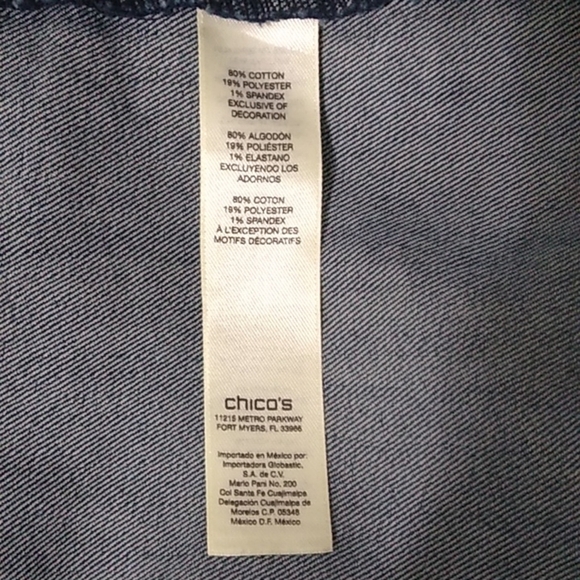 80% COTTON
19% POLYESTER
1% SPANDEX
EXCLUSIVE OF
DECORATION
80% ALGODÓN
19% POLIÉSTER
1% ELASTANO
EXCLUYENDO LOS
ADORNOS
80% COTON
19% POLYESTER
1% SPANDEX
À L'EXCEPTION DES
MOTIFS DÉCORATIFS
chico's
11215 METRO PARKWAY
FORT MYERS, FL 33966
Importado en México por:
Importadora Globastic,
S.A. de C.V.
Mario Pani No. 200
Col Santa Fe Cuajimalpa
Delegación Cuajimalpa de
Morelos C.P. 05348
México D.F. México